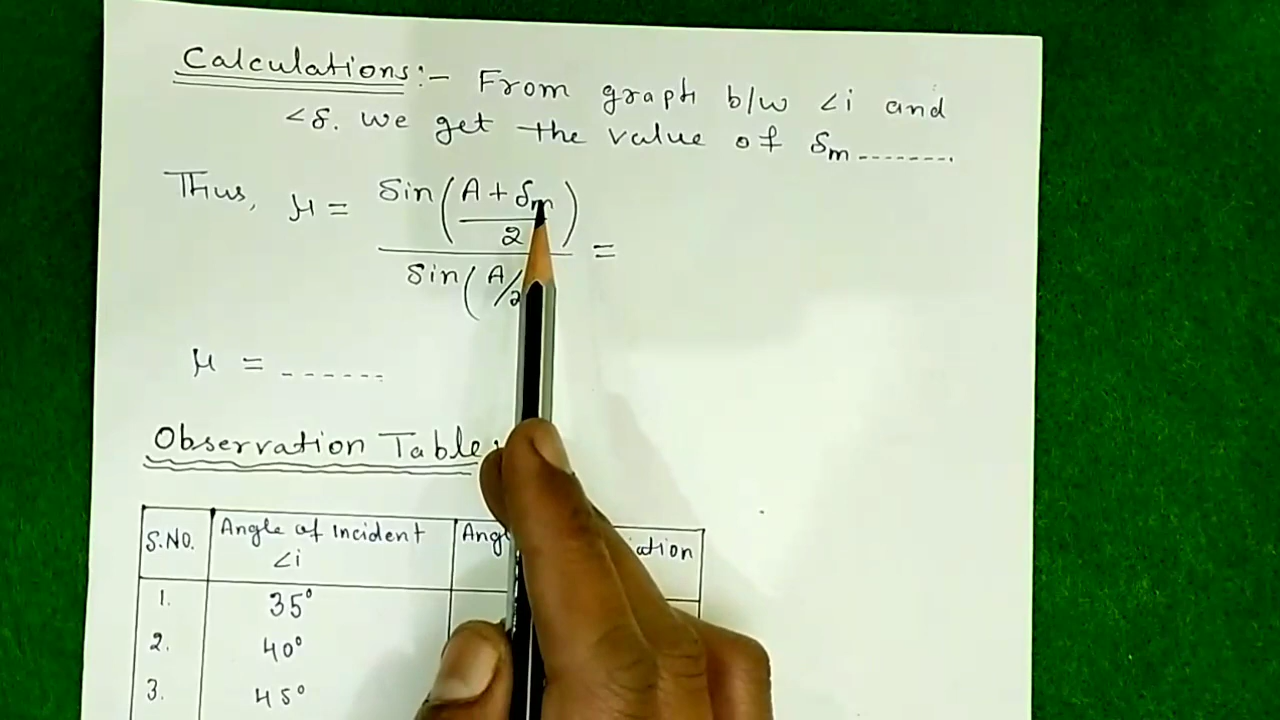 Calculations:- From graph b/w ∠i and
∠δ. we get the value of δm -------.
Thus, μ = Sin(A + δm / 2) / Sin(A/2 =
μ = ------
Observation Table
S.NO. Angle of Incident ∠i
1. 35°
2. 40°
3. 45°